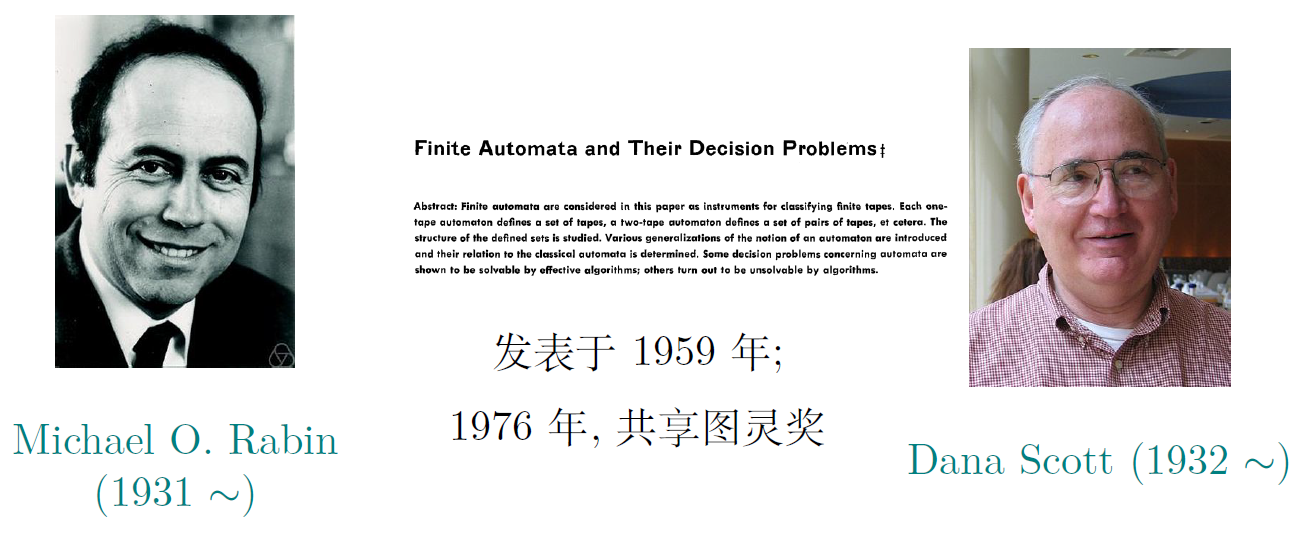 Finite Automata and Their Decision Problems‡
Abstract: Finite automata are considered in this paper as instruments for classifying finite tapes. Each one-
tape automaton defines a set of tapes, a two-tape automaton defines a set of pairs of tapes, et cetera. The
structure of the defined sets is studied. Various generalizations of the notion of an automaton are introduced
and their relation to the classical automata is determined. Some decision problems concerning automata are
shown to be solvable by effective algorithms; others turn out to be unsolvable by algorithms.
发表于 1959 年;
1976 年, 共享图灵奖
Michael O. Rabin
(1931 ∼)
Dana Scott (1932 ∼)